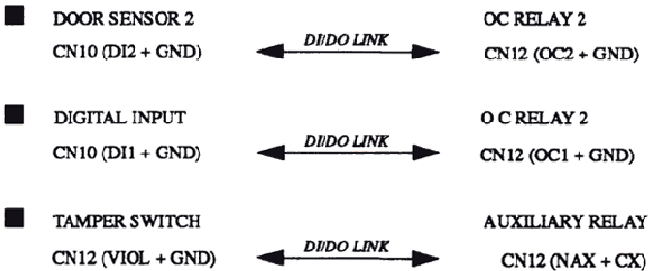 DOOR SENSOR 2 OC RELAY 2
CN10 (DI2 + GND) DI/DO LINK CN12 (OC2 + GND)
DIGITAL INPUT O C RELAY 2
CN10 (DI1 + GND) DI/DO LINK CN12 (OC1 + GND)
TAMPER SWITCH AUXILIARY RELAY
CN12 (VIOL + GND) DI/DO LINK CN12 (NAX + CX)